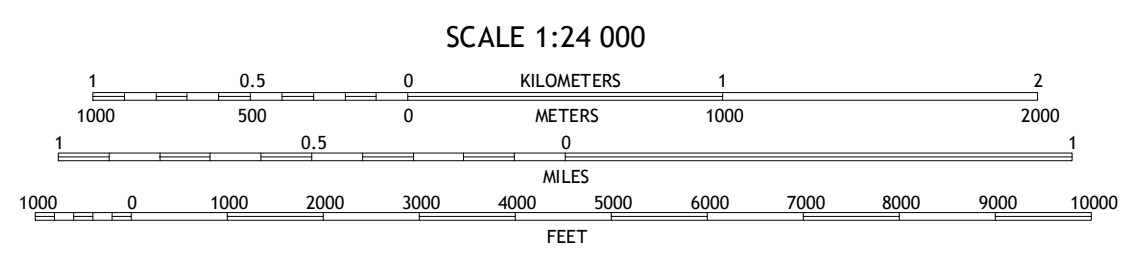 SCALE 1:24 000
1 0.5 0 KILOMETERS 1 2
1000 500 0 METERS 1000 2000
1 0.5 0 1
MILES
1000 0 1000 2000 3000 4000 5000 6000 7000 8000 9000 10000
FEET